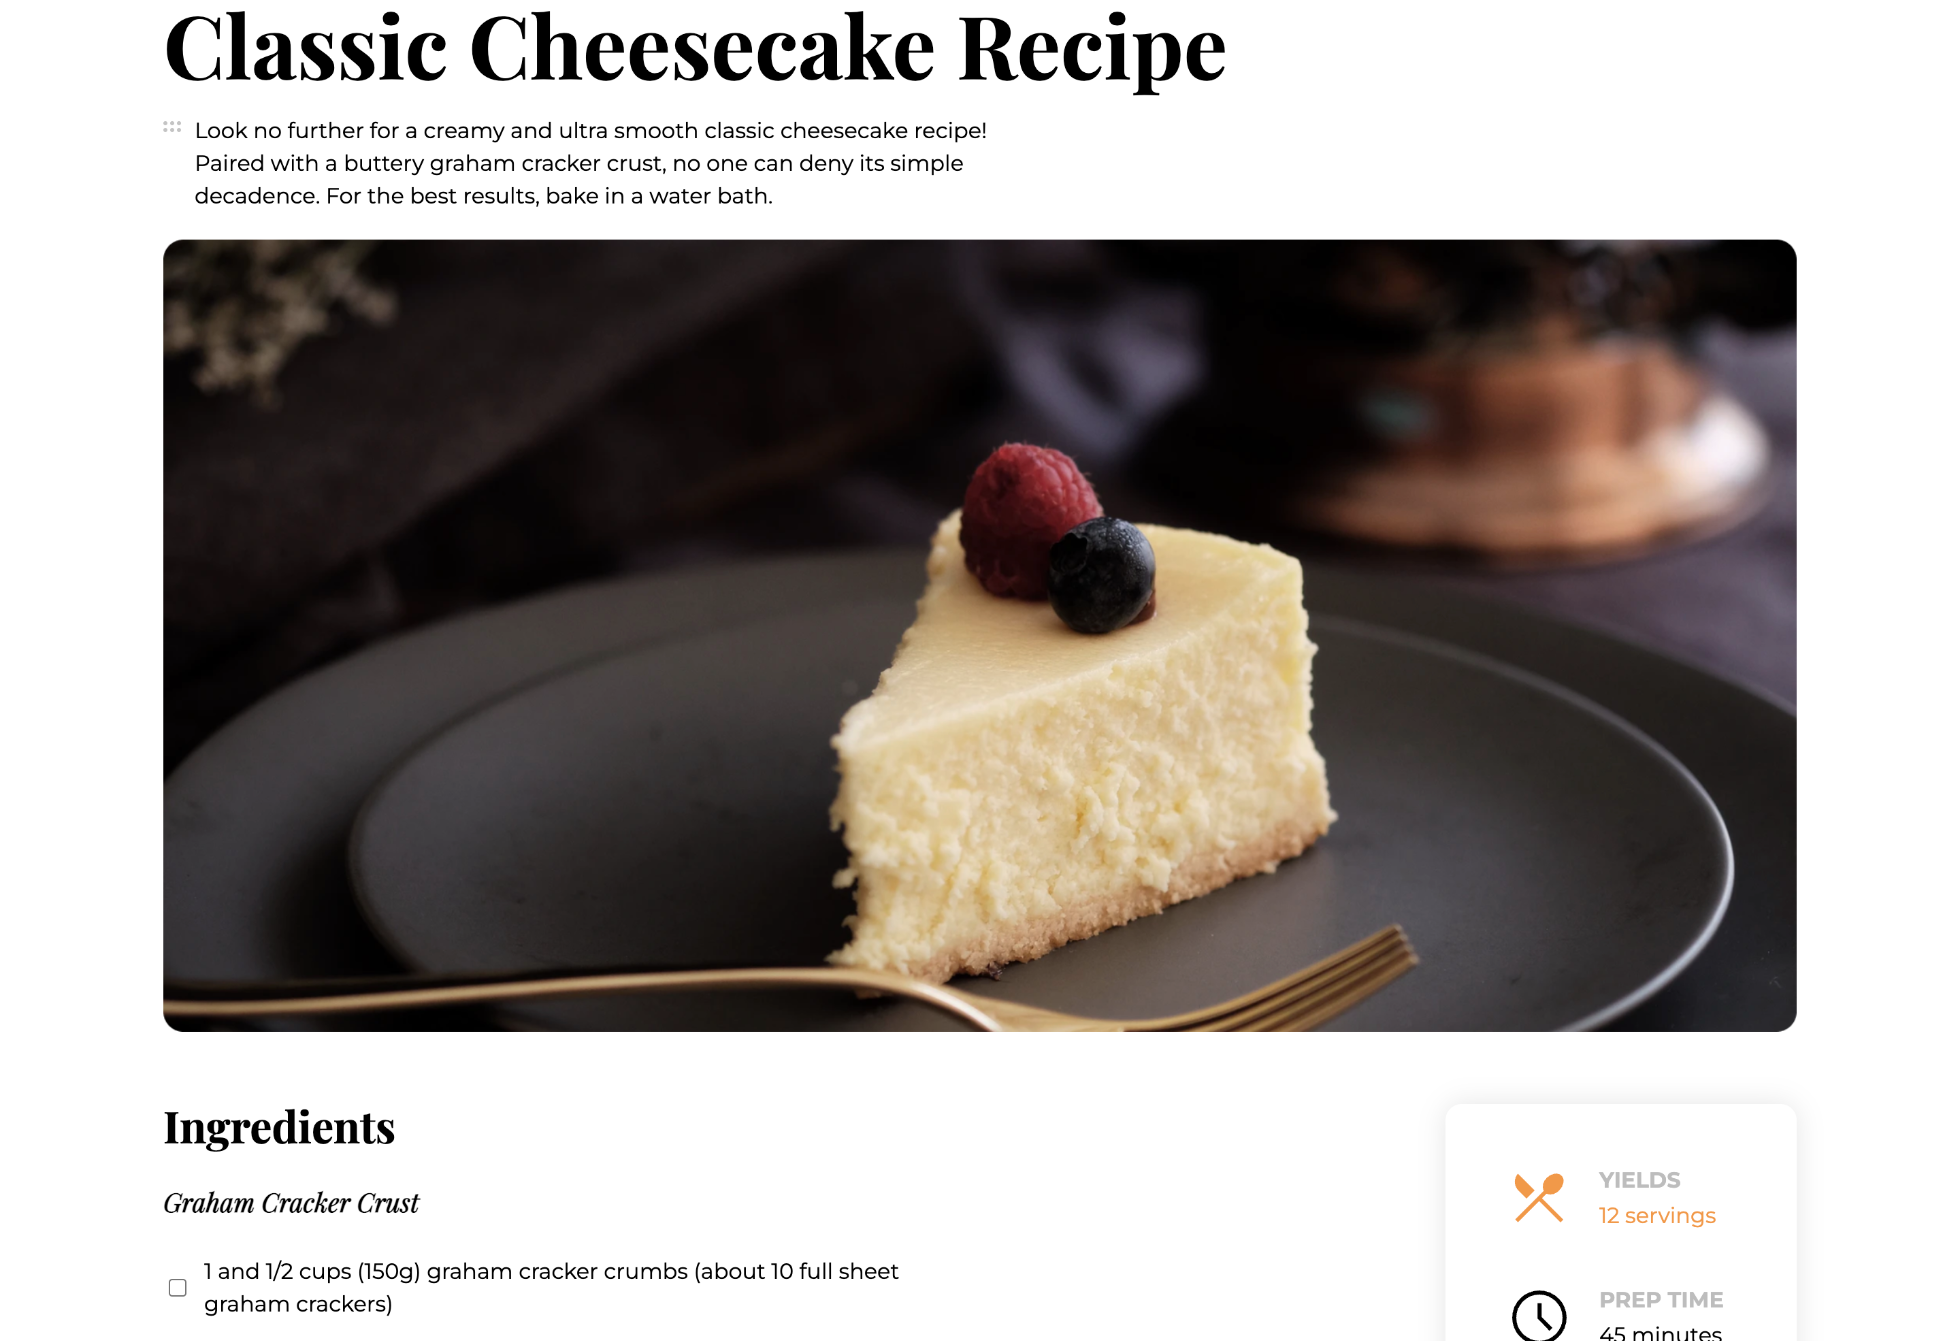 Classic Cheesecake Recipe
Look no further for a creamy and ultra smooth classic cheesecake recipe!
Paired with a buttery graham cracker crust, no one can deny its simple
decadence. For the best results, bake in a water bath.
Ingredients
Graham Cracker Crust
1 and 1/2 cups (150g) graham cracker crumbs (about 10 full sheet
graham crackers)
YIELDS
12 servings
PREP TIME
45 minutes